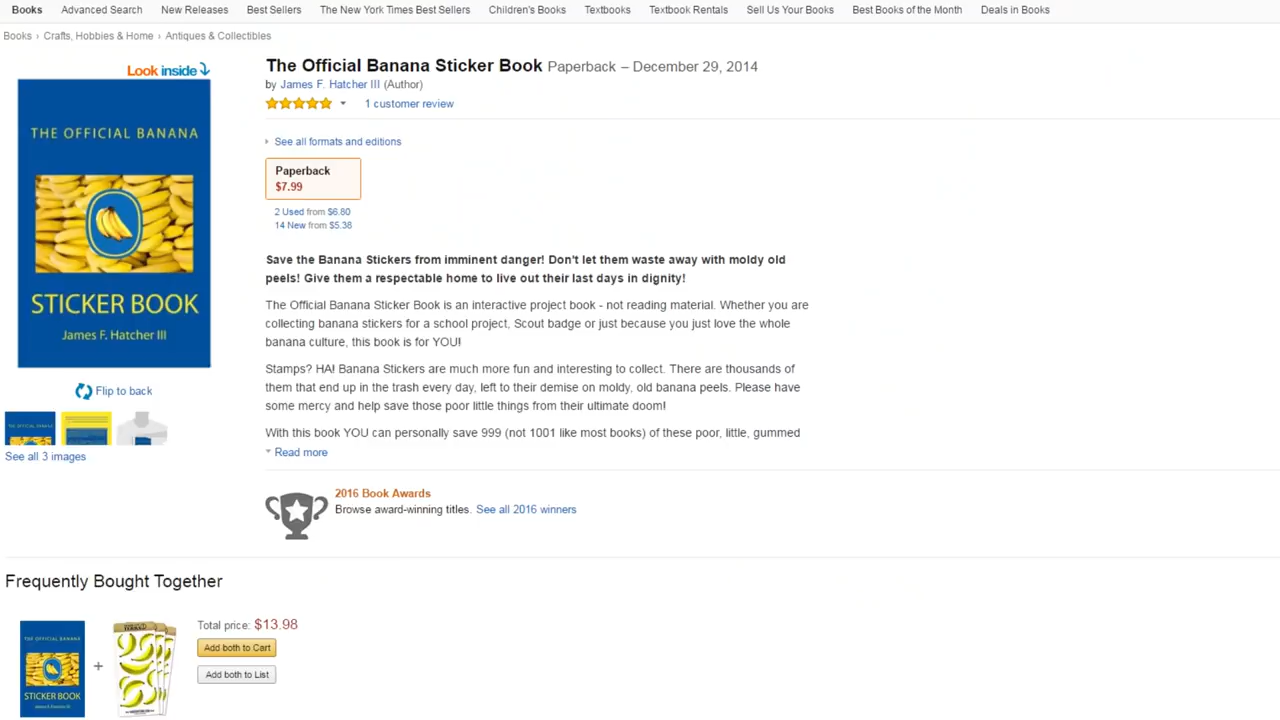 Books Advanced Search New Releases Best Sellers The New York Times Best Sellers Children's Books Textbooks Textbook Rentals Sell Us Your Books Best Books of the Month Deals in Books
Books › Crafts, Hobbies & Home › Antiques & Collectibles
Look inside
THE OFFICIAL BANANA
STICKER BOOK
James F. Hatcher III
Flip to back
See all 3 images
The Official Banana Sticker Book Paperback – December 29, 2014
by James F. Hatcher III (Author)
1 customer review
See all formats and editions
Paperback
$7.99
2 Used from $6.80
14 New from $5.38
Save the Banana Stickers from imminent danger! Don't let them waste away with moldy old
peels! Give them a respectable home to live out their last days in dignity!
The Official Banana Sticker Book is an interactive project book - not reading material. Whether you are
collecting banana stickers for a school project, Scout badge or just because you just love the whole
banana culture, this book is for YOU!
Stamps? HA! Banana Stickers are much more fun and interesting to collect. There are thousands of
them that end up in the trash every day, left to their demise on moldy, old banana peels. Please have
some mercy and help save those poor little things from their ultimate doom!
With this book YOU can personally save 999 (not 1001 like most books) of these poor, little, gummed
Read more
2016 Book Awards
Browse award-winning titles. See all 2016 winners
Frequently Bought Together
THE OFFICIAL BANANA
STICKER BOOK
James F. Hatcher III
+
Total price: $13.98
Add both to Cart
Add both to List